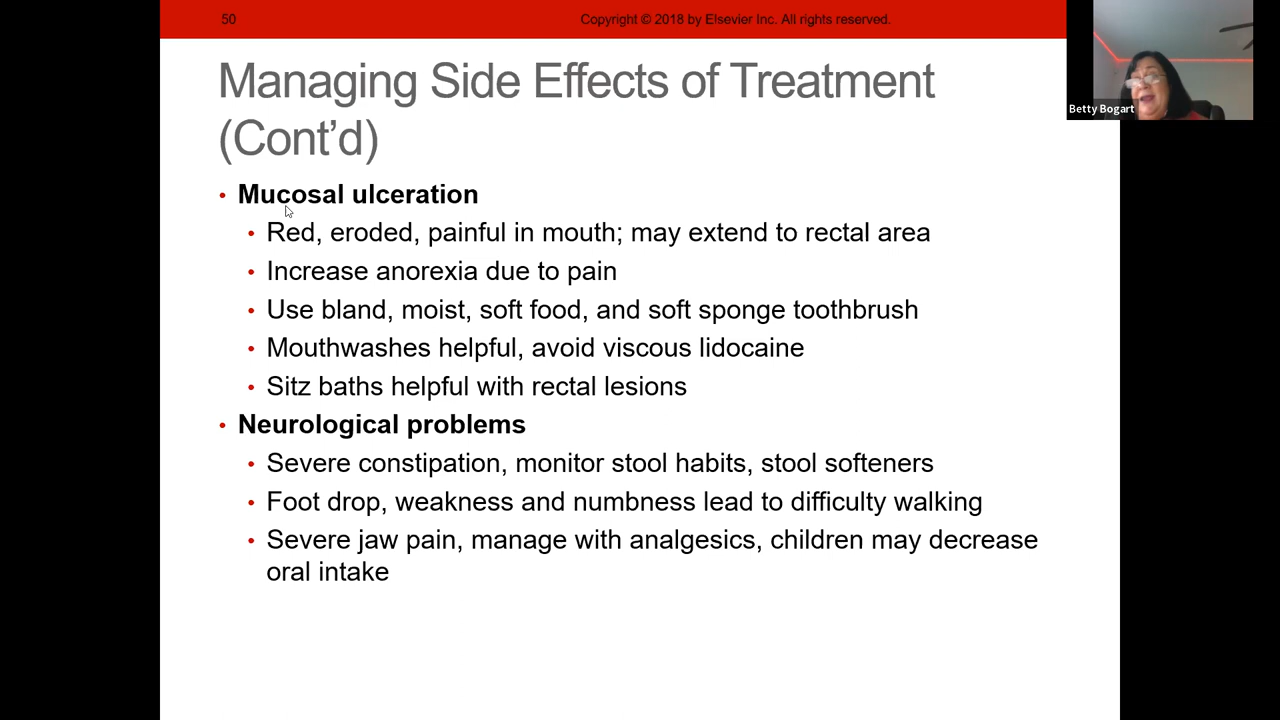 50 Copyright © 2018 by Elsevier Inc. All rights reserved.
Managing Side Effects of Treatment
(Cont’d)
Betty Bogart
• Mucosal ulceration
• Red, eroded, painful in mouth; may extend to rectal area
• Increase anorexia due to pain
• Use bland, moist, soft food, and soft sponge toothbrush
• Mouthwashes helpful, avoid viscous lidocaine
• Sitz baths helpful with rectal lesions
• Neurological problems
• Severe constipation, monitor stool habits, stool softeners
• Foot drop, weakness and numbness lead to difficulty walking
• Severe jaw pain, manage with analgesics, children may decrease
oral intake